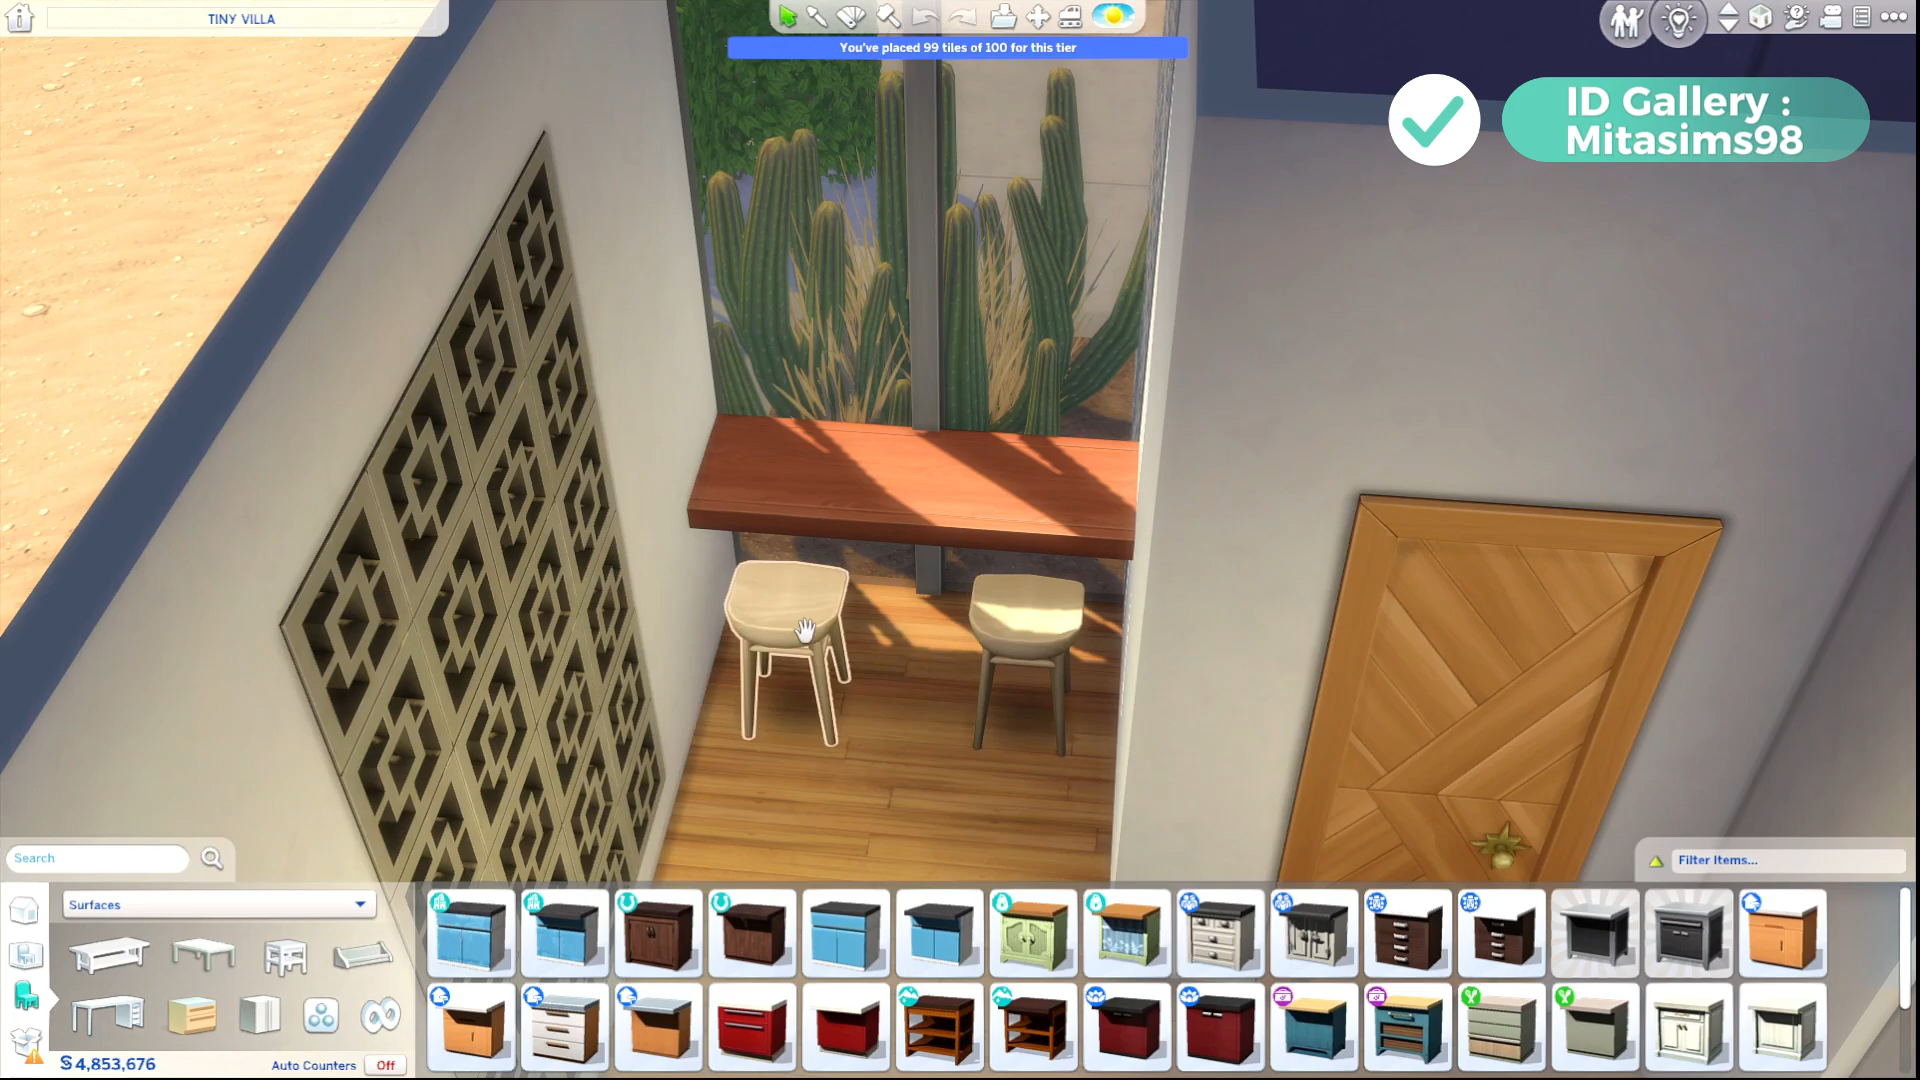 TINY VILLA
You've placed 99 tiles of 100 for this tier
ID Gallery :
Mitasims98
Search
Filter Items...
Surfaces
§4,853,676
Auto Counters
Off